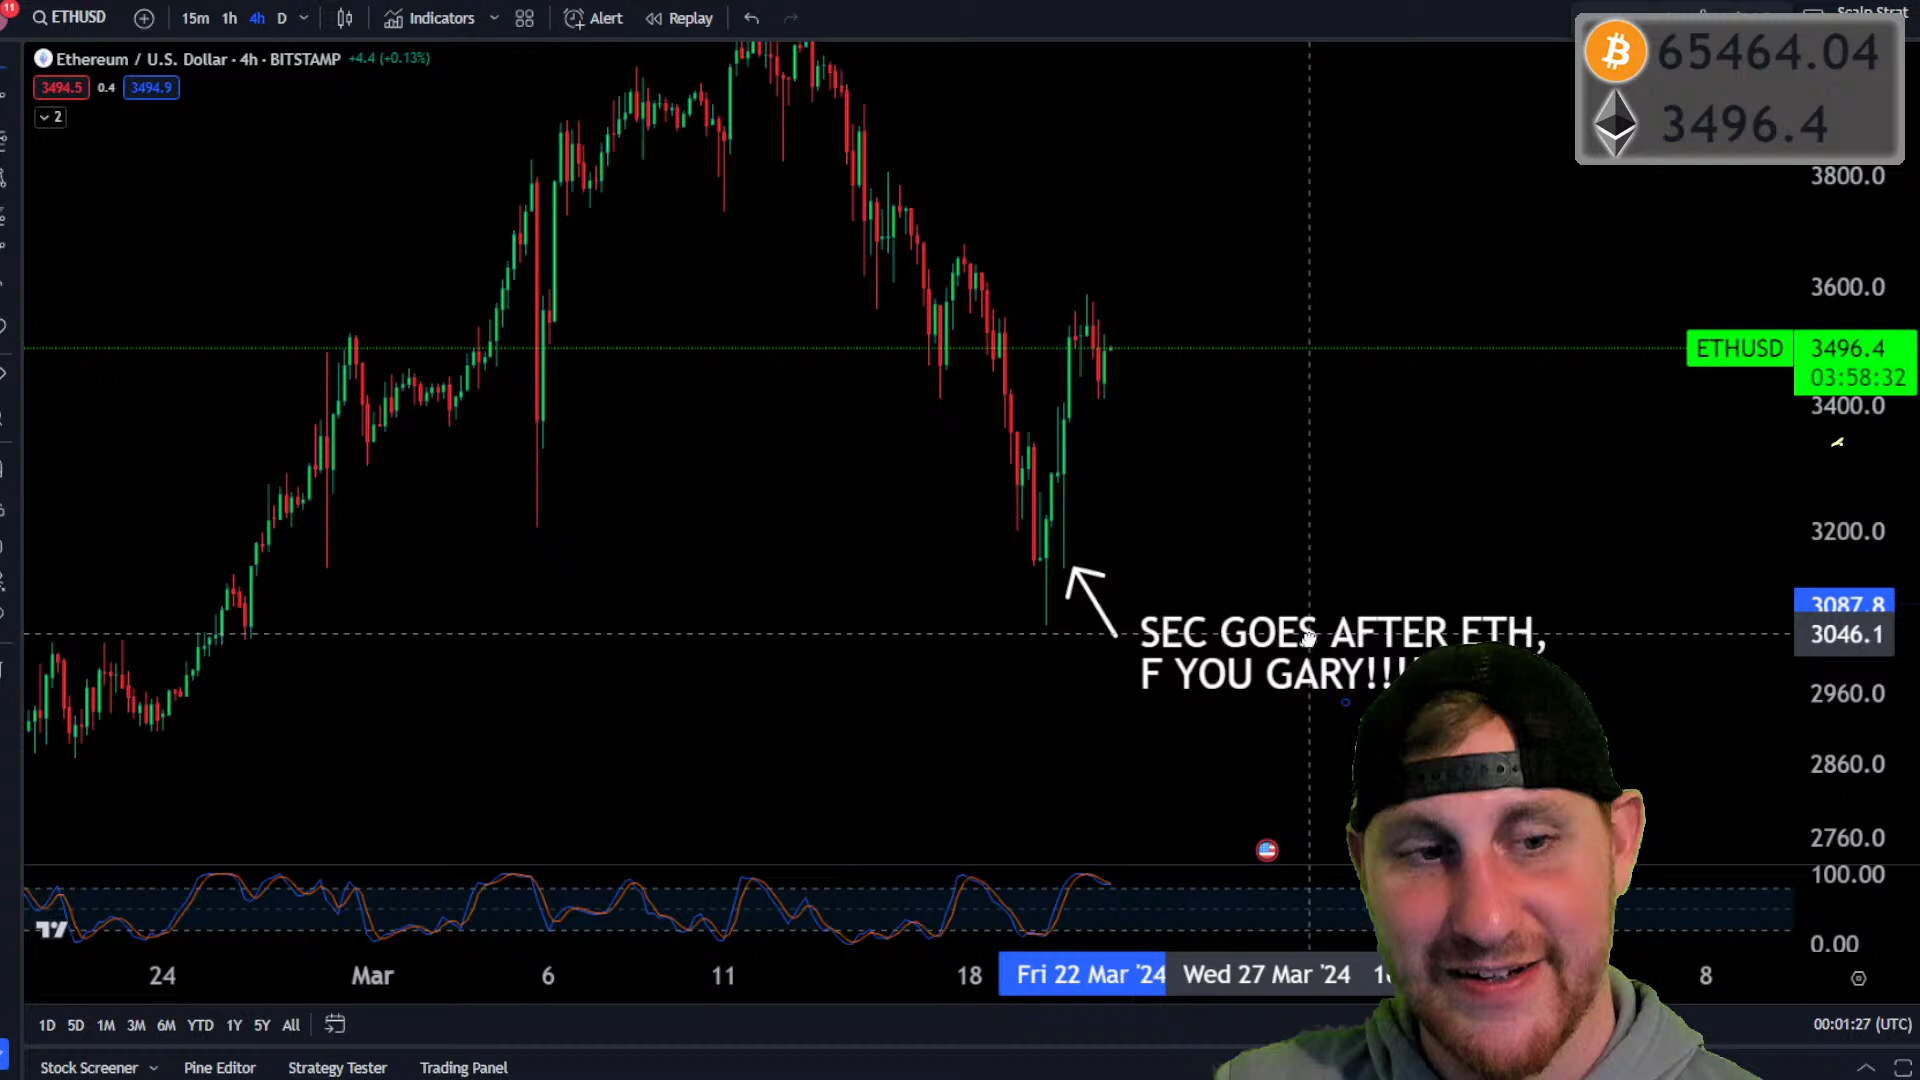 11
ETHUSD
15m 1h 4h D
Indicators
Alert
Replay
65464.04
3496.4
Ethereum / U.S. Dollar · 4h · BITSTAMP +4.4 (+0.13%)
3494.5 0.4 3494.9
2
3800.0
3600.0
ETHUSD 3496.4
03:58:32
3400.0
3200.0
3087.8
3046.1
SEC GOES AFTER ETH,
F YOU GARY!!!!
2960.0
2860.0
2760.0
100.00
0.00
24 Mar 6 11 18 Fri 22 Mar '24 Wed 27 Mar '24 8
1D 5D 1M 3M 6M YTD 1Y 5Y All
00:01:27 (UTC)
Stock Screener Pine Editor Strategy Tester Trading Panel